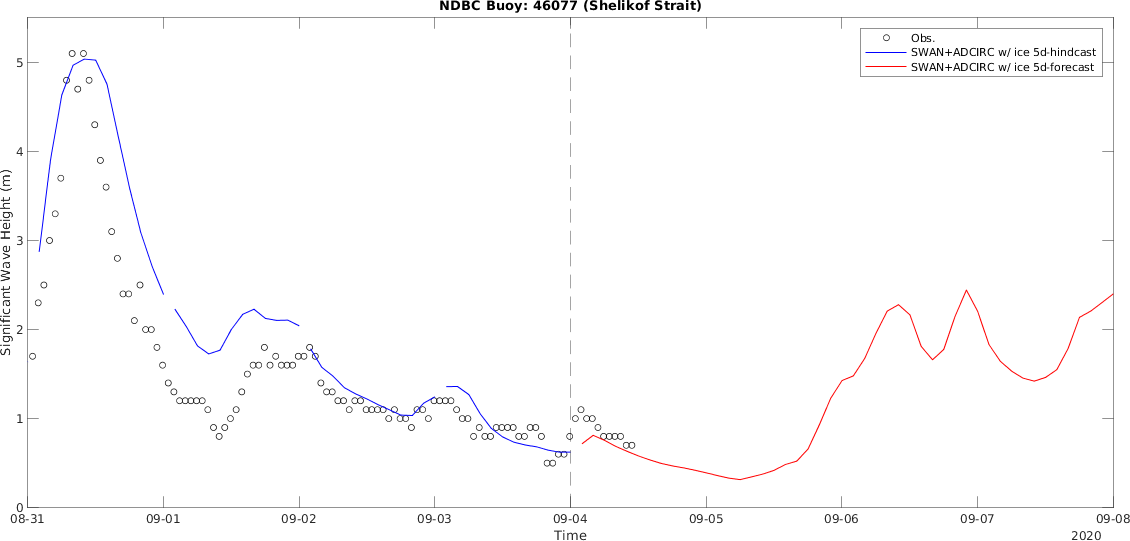 NDBC Buoy: 46077 (Shelikof Strait)
Obs.
SWAN+ADCIRC w/ ice 5d-hindcast
SWAN+ADCIRC w/ ice 5d-forecast
Significant Wave Height (m)
5
4
3
2
1
0
08-31 09-01 09-02 09-03 09-04 09-05 09-06 09-07 09-08
Time
2020